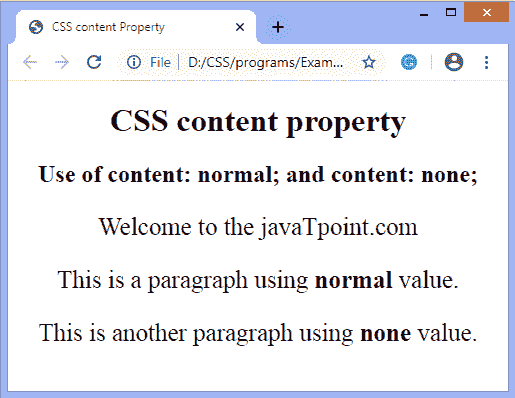 CSS content Property
File
D:/CSS/programs/Exam...
CSS content property
Use of content: normal; and content: none;
Welcome to the javaTpoint.com
This is a paragraph using normal value.
This is another paragraph using none value.